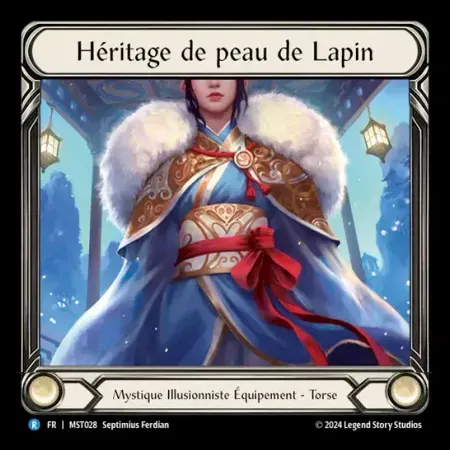 Héritage de peau de Lapin
Mystique Illusionniste Équipement - Torse
R FR | MST028 Septimius Ferdian © 2024 Legend Story Studios